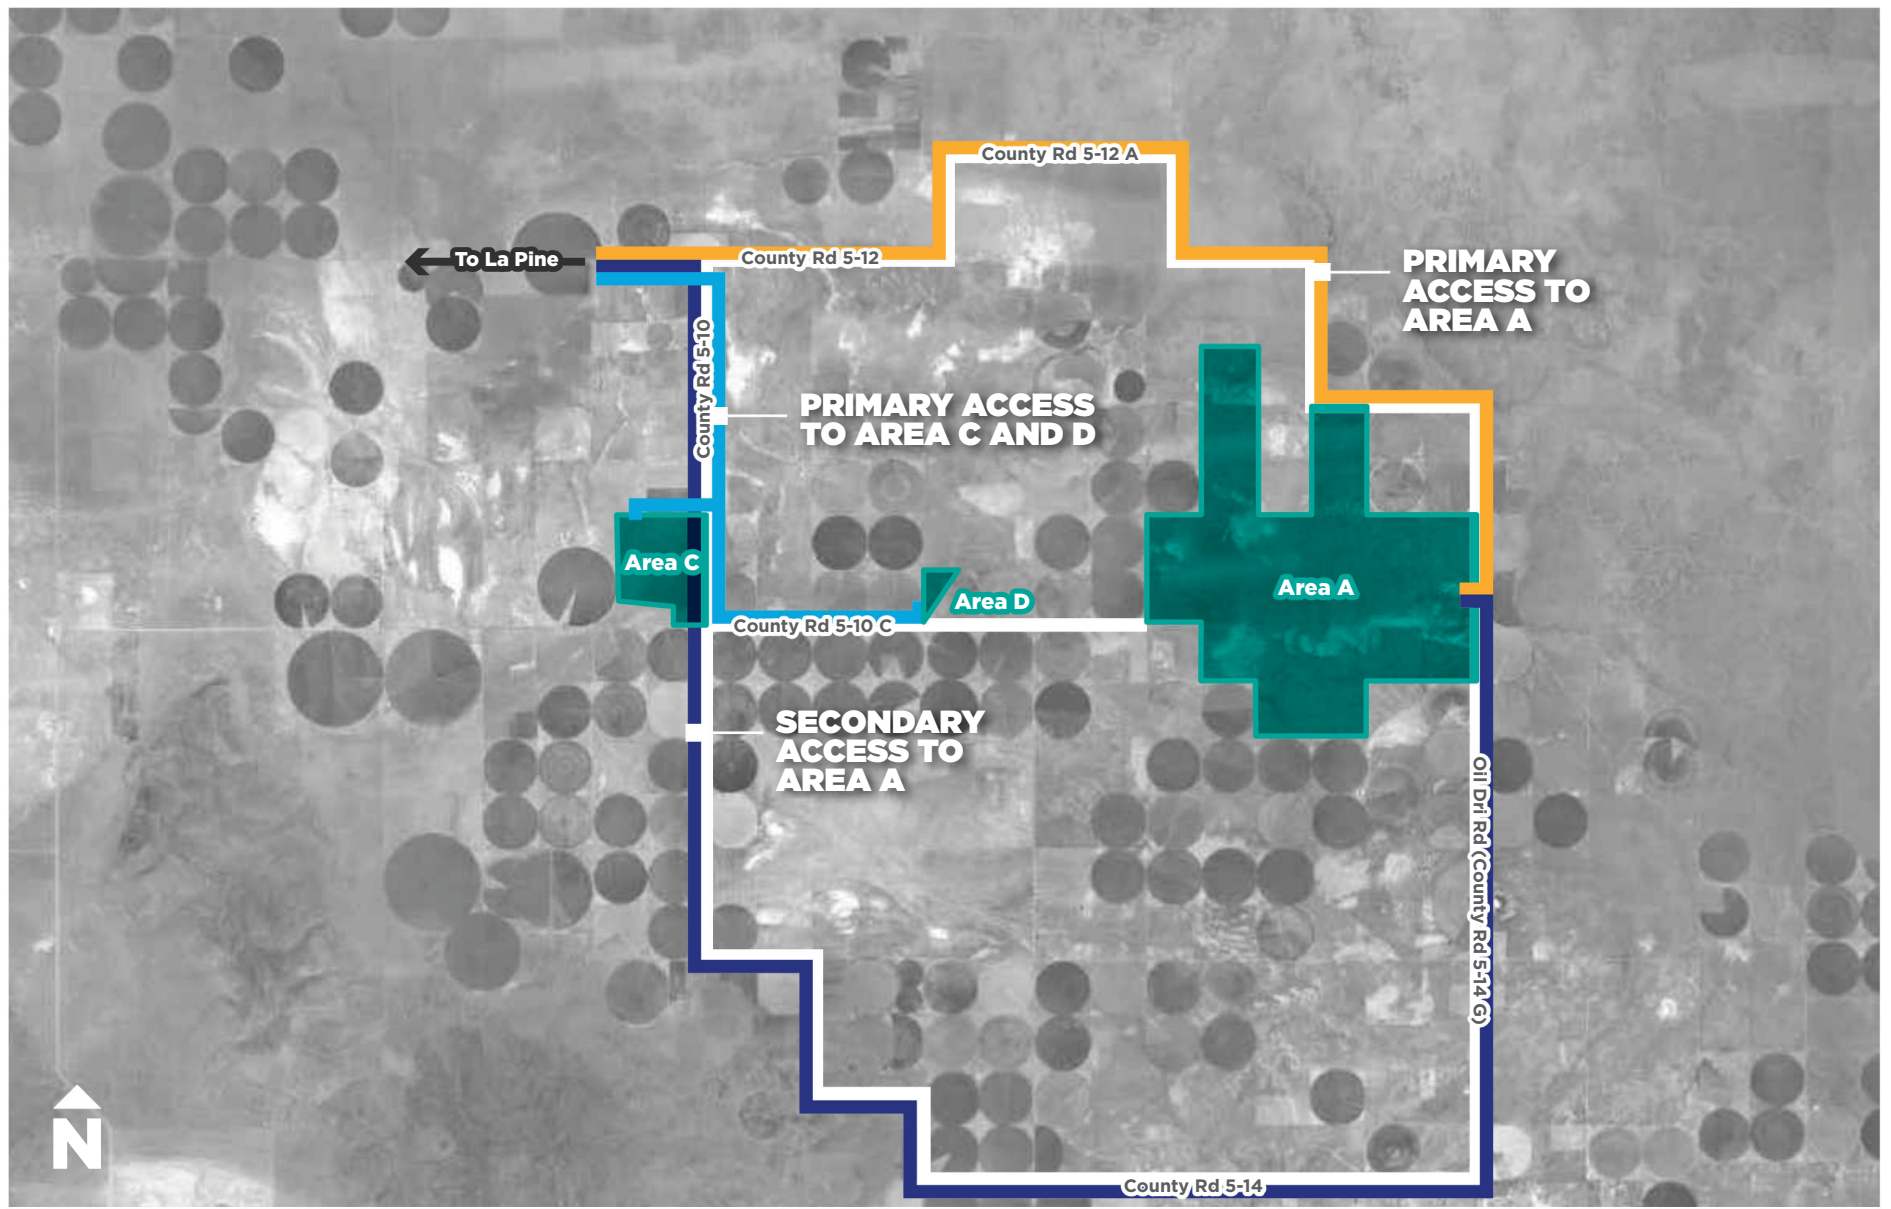 County Rd 5-12 A
To La Pine
County Rd 5-12
PRIMARY
ACCESS TO
AREA A
County Rd 5-10
PRIMARY ACCESS
TO AREA C AND D
Area C
Area D
Area A
County Rd 5-10 C
SECONDARY
ACCESS TO
AREA A
Oil Dri Rd (County Rd 5-14 G)
N
County Rd 5-14